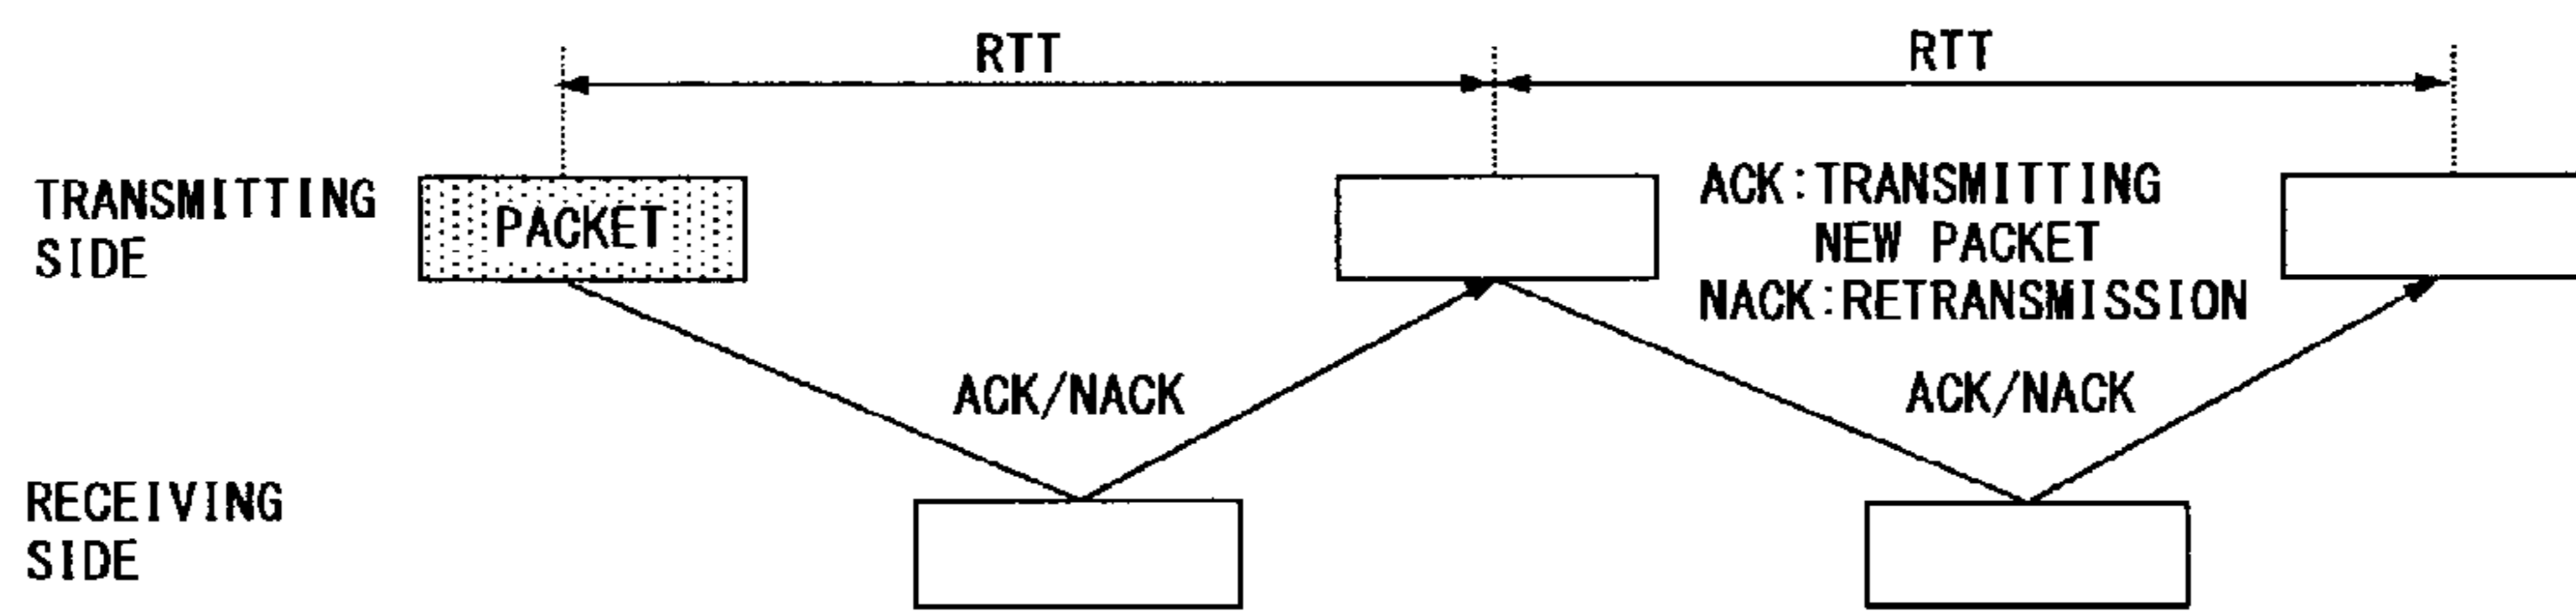 RTT
RTT
TRANSMITTING
SIDE
PACKET
ACK:TRANSMITTING
NEW PACKET
NACK:RETRANSMISSION
ACK/NACK
ACK/NACK
RECEIVING
SIDE